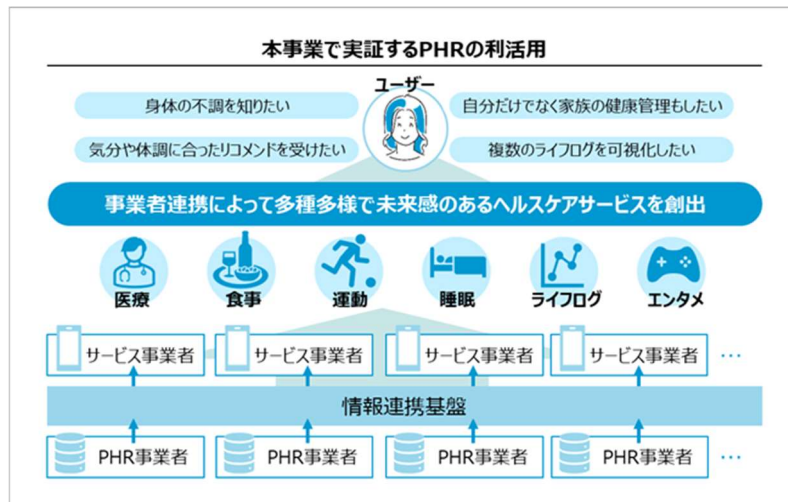 本事業で実証するPHRの利活用
ユーザー
身体の不調を知りたい
自分だけでなく家族の健康管理もしたい
気分や体調に合ったリコメンドを受けたい
複数のライフログを可視化したい
事業者連携によって多種多様で未来感のあるヘルスケアサービスを創出
医療
食事
運動
睡眠
ライフログ
エンタメ
サービス事業者
サービス事業者
サービス事業者
サービス事業者
…
情報連携基盤
PHR事業者
PHR事業者
PHR事業者
PHR事業者
…